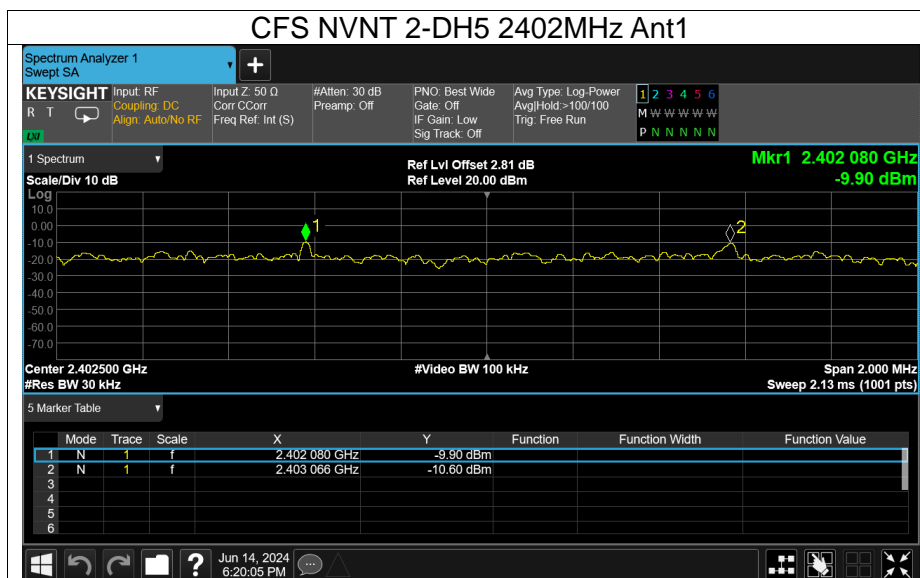 CFS NVNT 2-DH5 2402MHz Ant1
Spectrum Analyzer 1
Swept SA
+
KEYSIGHT
R T
LXI
Input: RF
Coupling: DC
Align: Auto/No RF
Input Z: 50 Ω
Corr CCorr
Freq Ref: Int (S)
#Atten: 30 dB
Preamp: Off
PNO: Best Wide
Gate: Off
IF Gain: Low
Sig Track: Off
Avg Type: Log-Power
Avg|Hold:>100/100
Trig: Free Run
1 2 3 4 5 6
M W W W W W
P N N N N N
1 Spectrum
Scale/Div 10 dB
Ref Lvl Offset 2.81 dB
Ref Level 20.00 dBm
Mkr1 2.402 080 GHz
-9.90 dBm
Log
10.0
0.00
-10.0
-20.0
-30.0
-40.0
-50.0
-60.0
-70.0
1
2
Center 2.402500 GHz
#Res BW 30 kHz
#Video BW 100 kHz
Span 2.000 MHz
Sweep 2.13 ms (1001 pts)
5 Marker Table
Mode Trace Scale X Y Function Function Width Function Value
1 N 1 f 2.402 080 GHz -9.90 dBm
2 N 1 f 2.403 066 GHz -10.60 dBm
3
4
5
6
?
Jun 14, 2024
6:20:05 PM